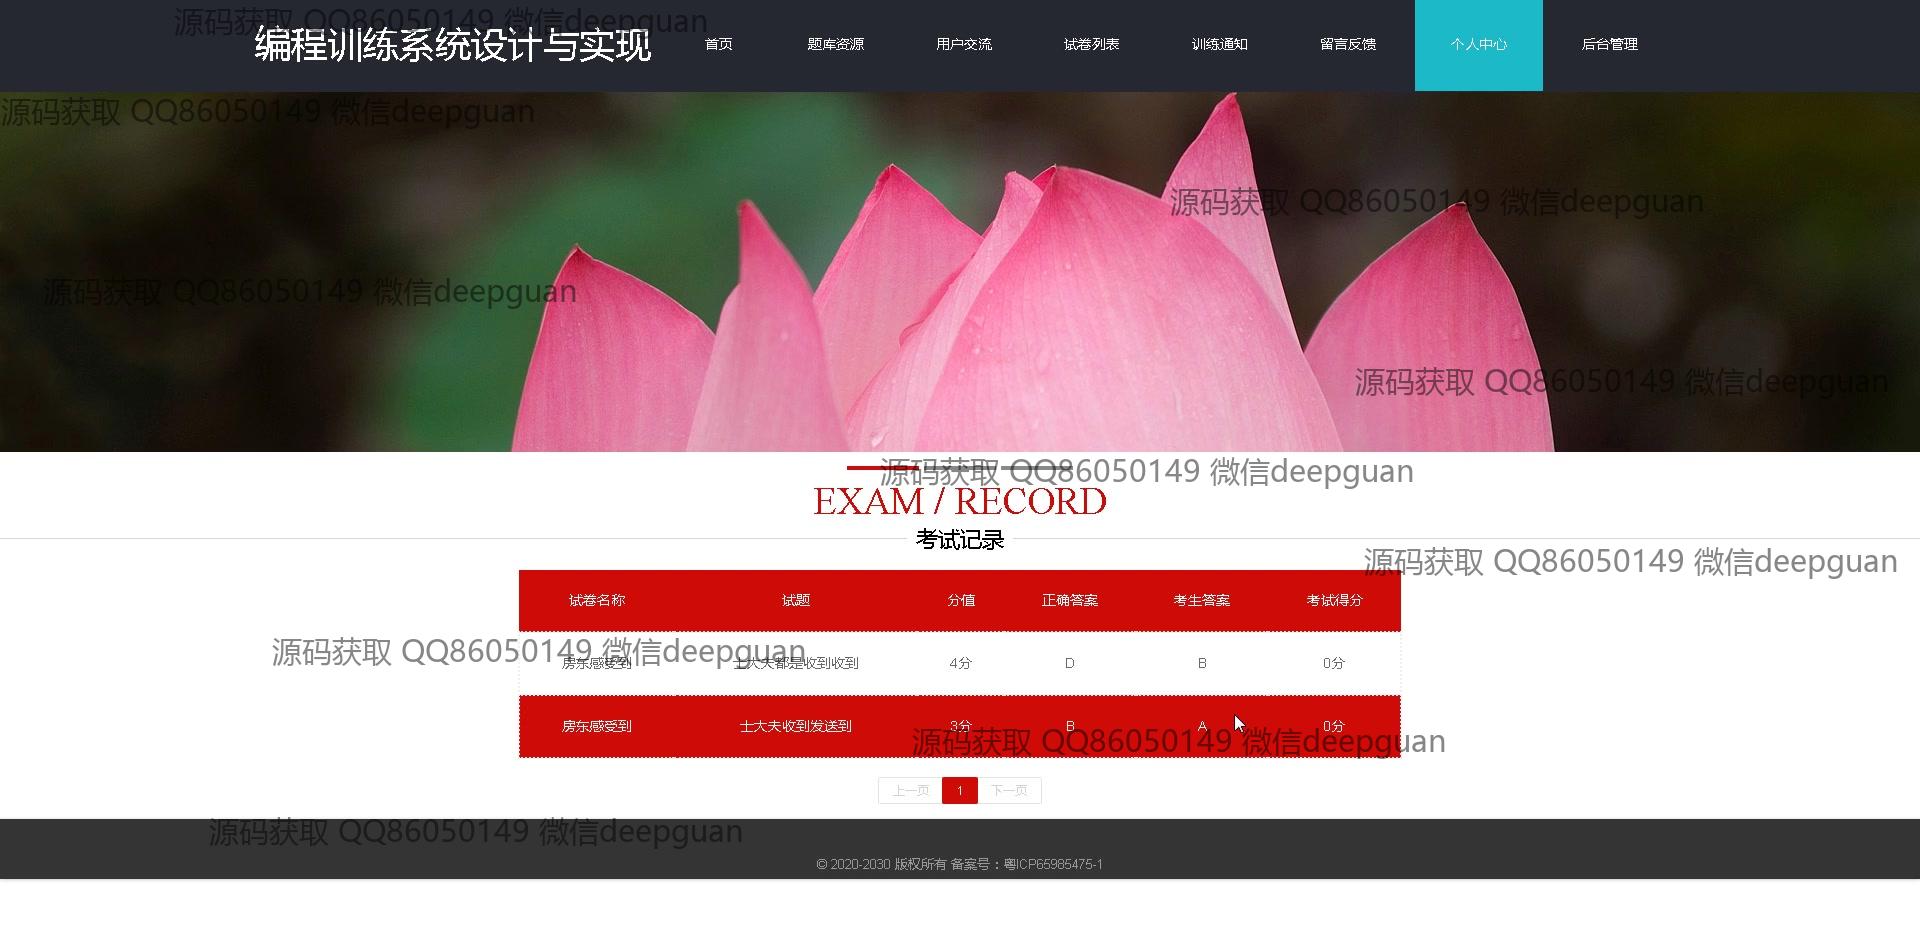 源码获取 QQ86050149 微信deepguan
编程训练系统设计与实现
首页
题库资源
用户交流
试卷列表
训练通知
留言反馈
个人中心
后台管理
源码获取 QQ86050149 微信deepguan
源码获取 QQ86050149 微信deepguan
源码获取 QQ86050149 微信deepguan
源码获取 QQ86050149 微信deepguan
源码获取 QQ86050149 微信deepguan
EXAM / RECORD
考试记录
源码获取 QQ86050149 微信deepguan
试卷名称 试题 分值 正确答案 考生答案 考试得分
源码获取 QQ86050149 微信deepguan
房东感受到 士大夫都是收到收到 4分 D B 0分
房东感受到 士大夫收到发送到 3分 B A 0分
源码获取 QQ86050149 微信deepguan
上一页 1 下一页
源码获取 QQ86050149 微信deepguan
© 2020-2030 版权所有 备案号：粤ICP65985475-1